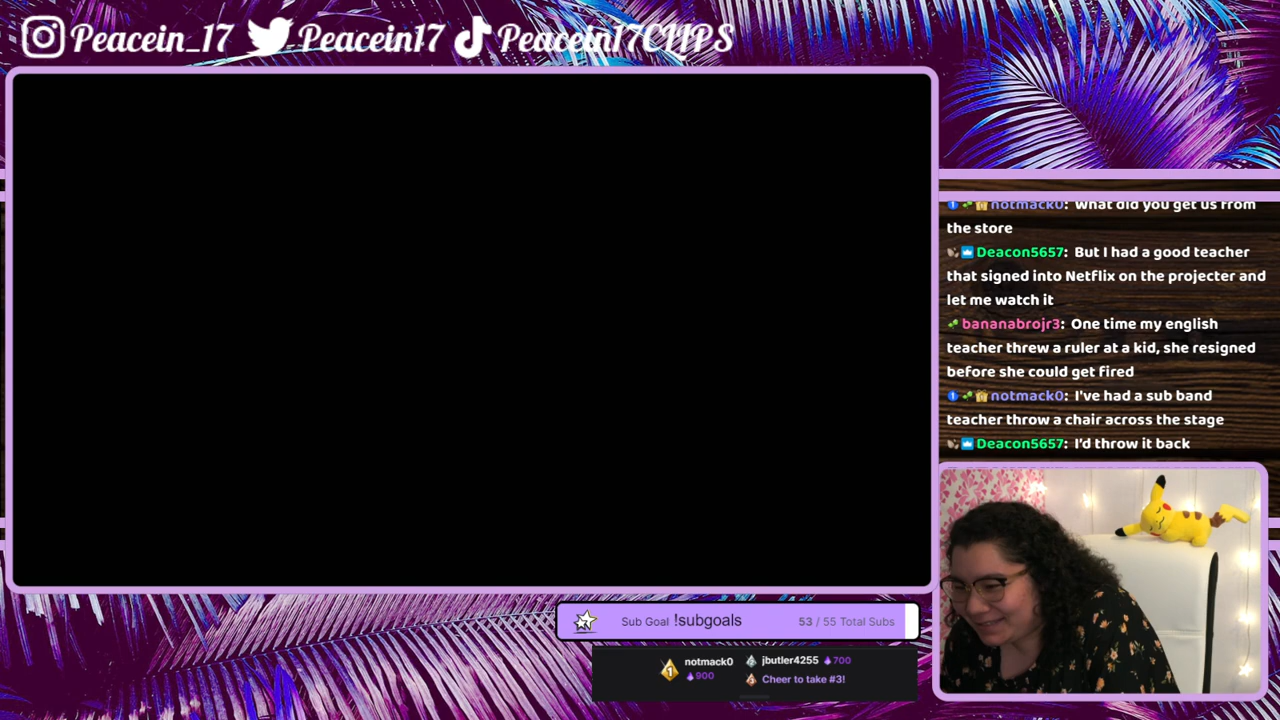 Peacein_17 Peacein17 Peacein17ClIPS
notmack0: What did you get us from
the store
Deacon5657: But I had a good teacher
that signed into Netflix on the projecter and
let me watch it
bananabrojr3: One time my english
teacher threw a ruler at a kid, she resigned
before she could get fired
notmack0: I've had a sub band
teacher throw a chair across the stage
Deacon5657: I'd throw it back
Sub Goal !subgoals 53 / 55 Total Subs
1 notmack0 900
2 jbutler4255 700
3 Cheer to take #3!